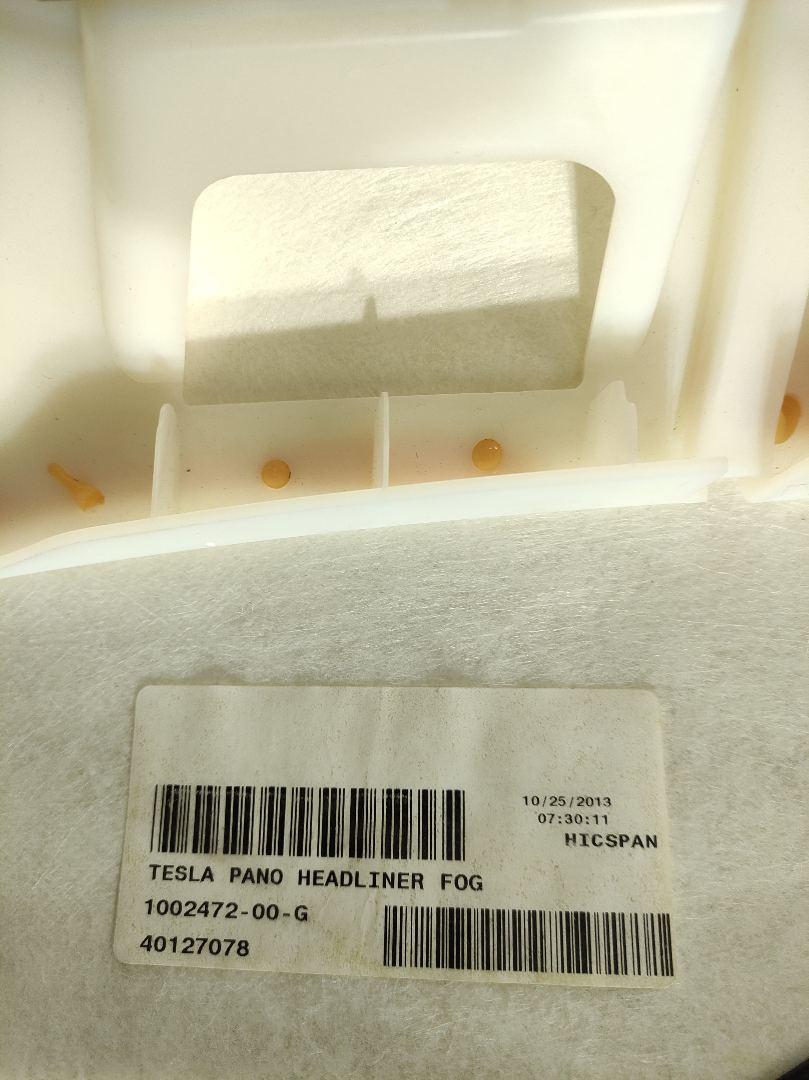 10/25/2013
07:30:11
HICSPAN
TESLA PANO HEADLINER FOG
1002472-00-G
40127078